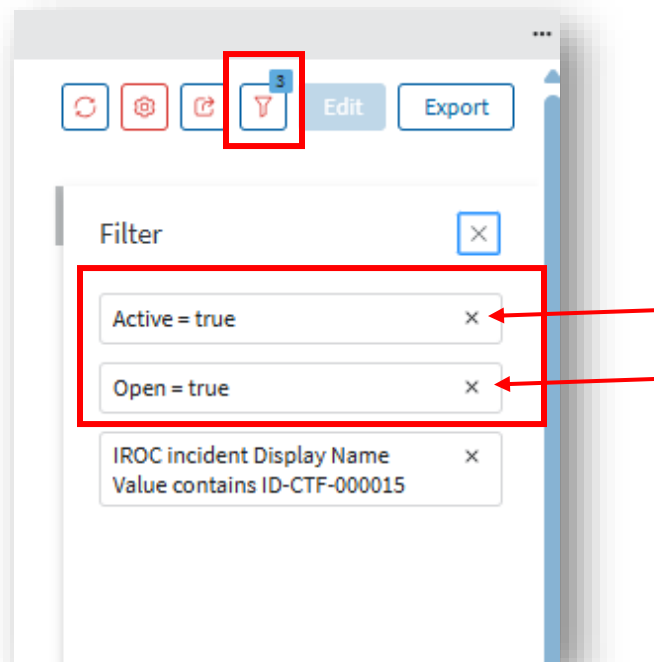 ...
3
Edit
Export
Filter
Active = true
Open = true
IROC incident Display Name
Value contains ID-CTF-000015